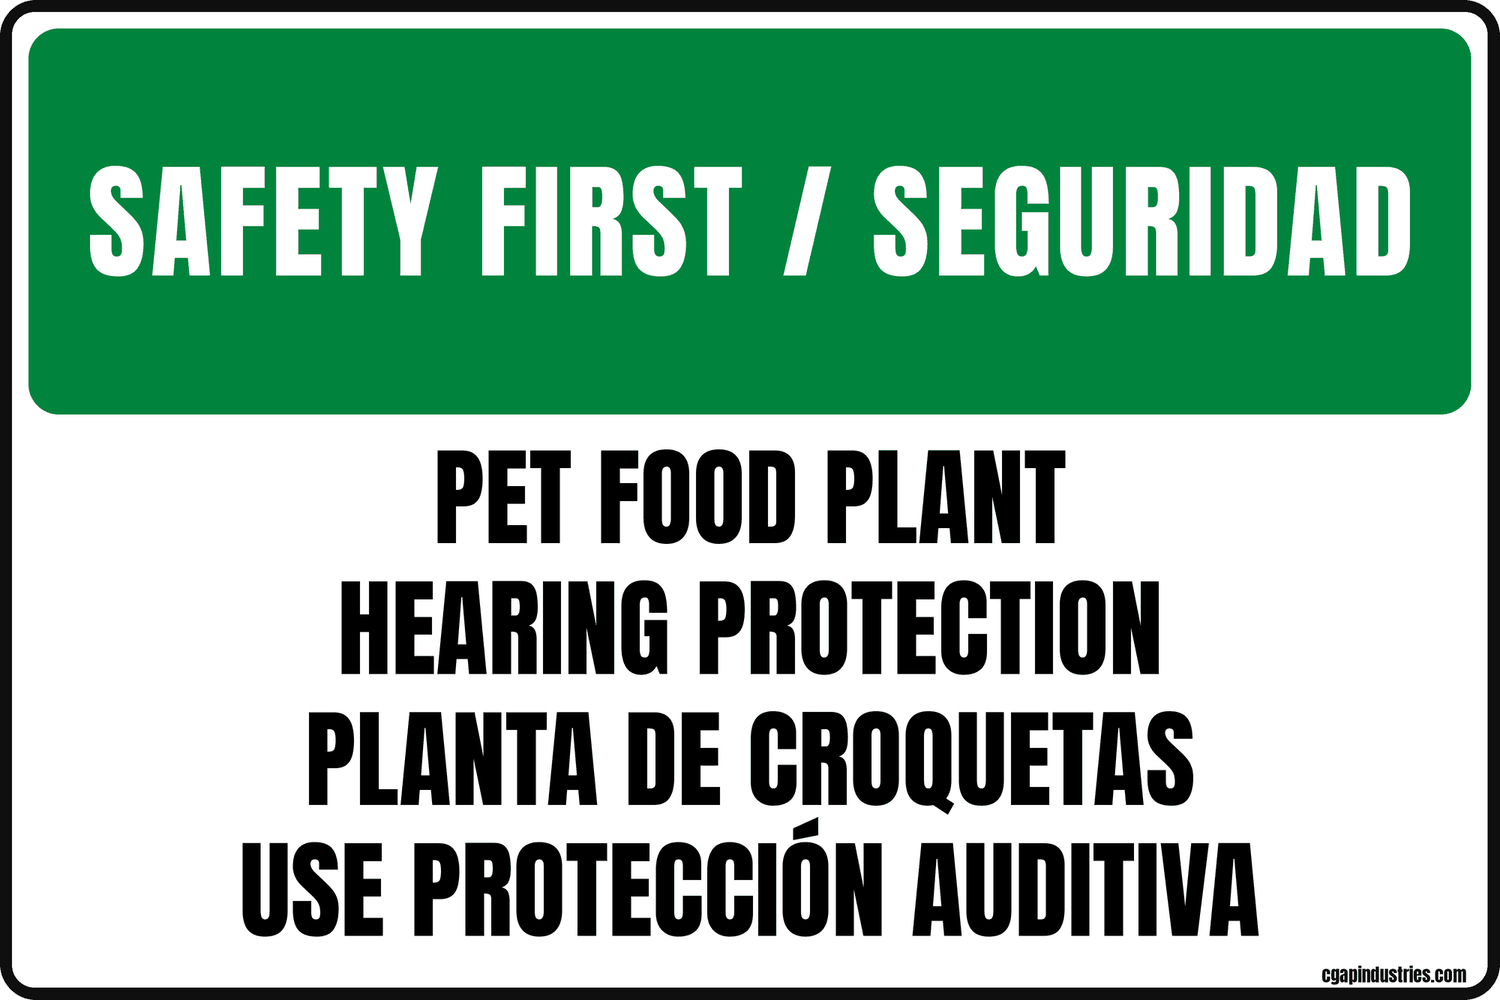 SAFETY FIRST / SEGURIDAD
PET FOOD PLANT
HEARING PROTECTION
PLANTA DE CROQUETAS
USE PROTECCIÓN AUDITIVA
cgapindustries.com